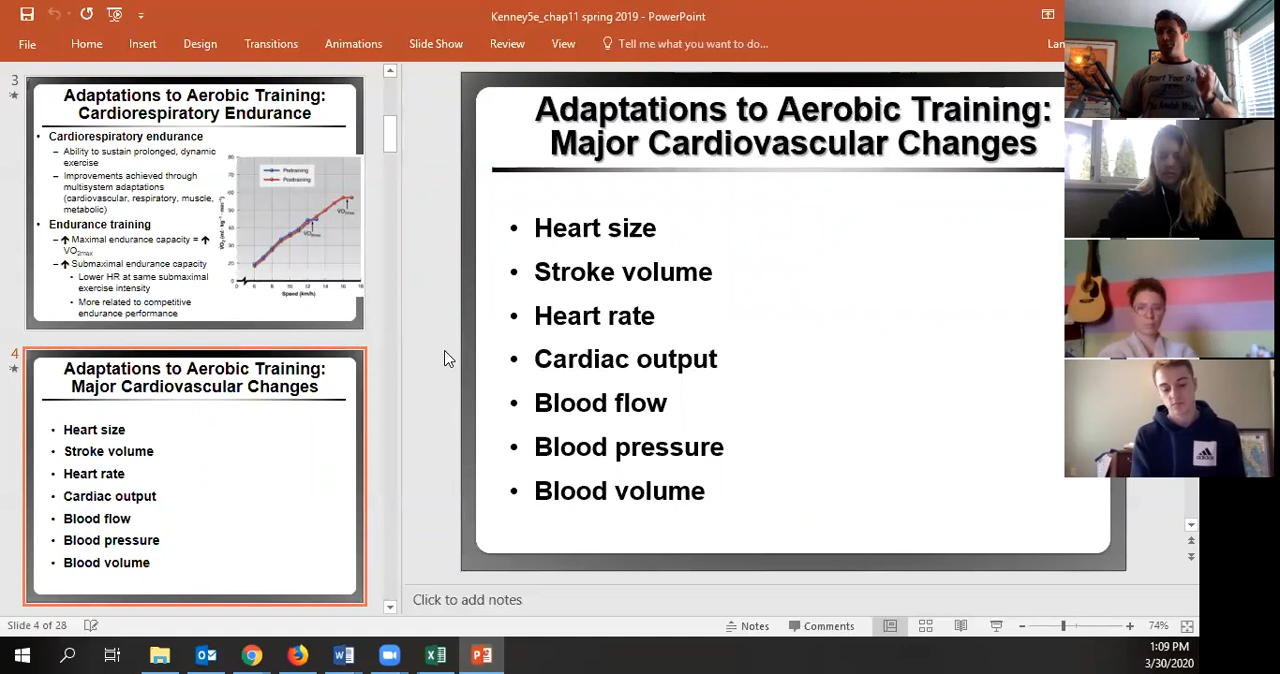 Kenney5e_chap11 spring 2019 - PowerPoint
File Home Insert Design Transitions Animations Slide Show Review View Tell me what you want to do...
3
Adaptations to Aerobic Training:
Cardiorespiratory Endurance
• Cardiorespiratory endurance
– Ability to sustain prolonged, dynamic
exercise
– Improvements achieved through
multisystem adaptations
(cardiovascular, respiratory, muscle,
metabolic)
• Endurance training
– ↑ Maximal endurance capacity = ↑
VO2max
– ↑ Submaximal endurance capacity
• Lower HR at same submaximal
exercise intensity
• More related to competitive
endurance performance
Pretraining
Posttraining
Speed (km/h)
4
Adaptations to Aerobic Training:
Major Cardiovascular Changes
• Heart size
• Stroke volume
• Heart rate
• Cardiac output
• Blood flow
• Blood pressure
• Blood volume
Adaptations to Aerobic Training:
Major Cardiovascular Changes
• Heart size
• Stroke volume
• Heart rate
• Cardiac output
• Blood flow
• Blood pressure
• Blood volume
Click to add notes
Slide 4 of 28 Notes Comments 74%
1:09 PM
3/30/2020
adidas